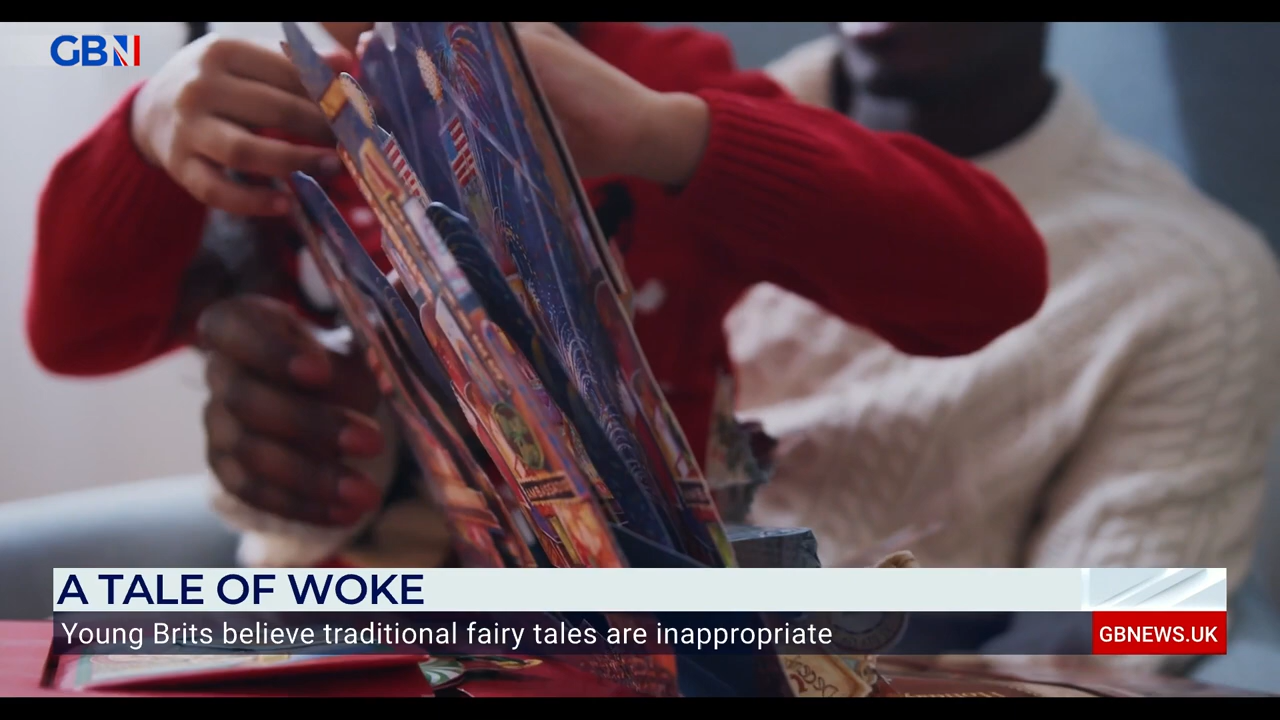 GBN
A TALE OF WOKE
Young Brits believe traditional fairy tales are inappropriate
GBNEWS.UK